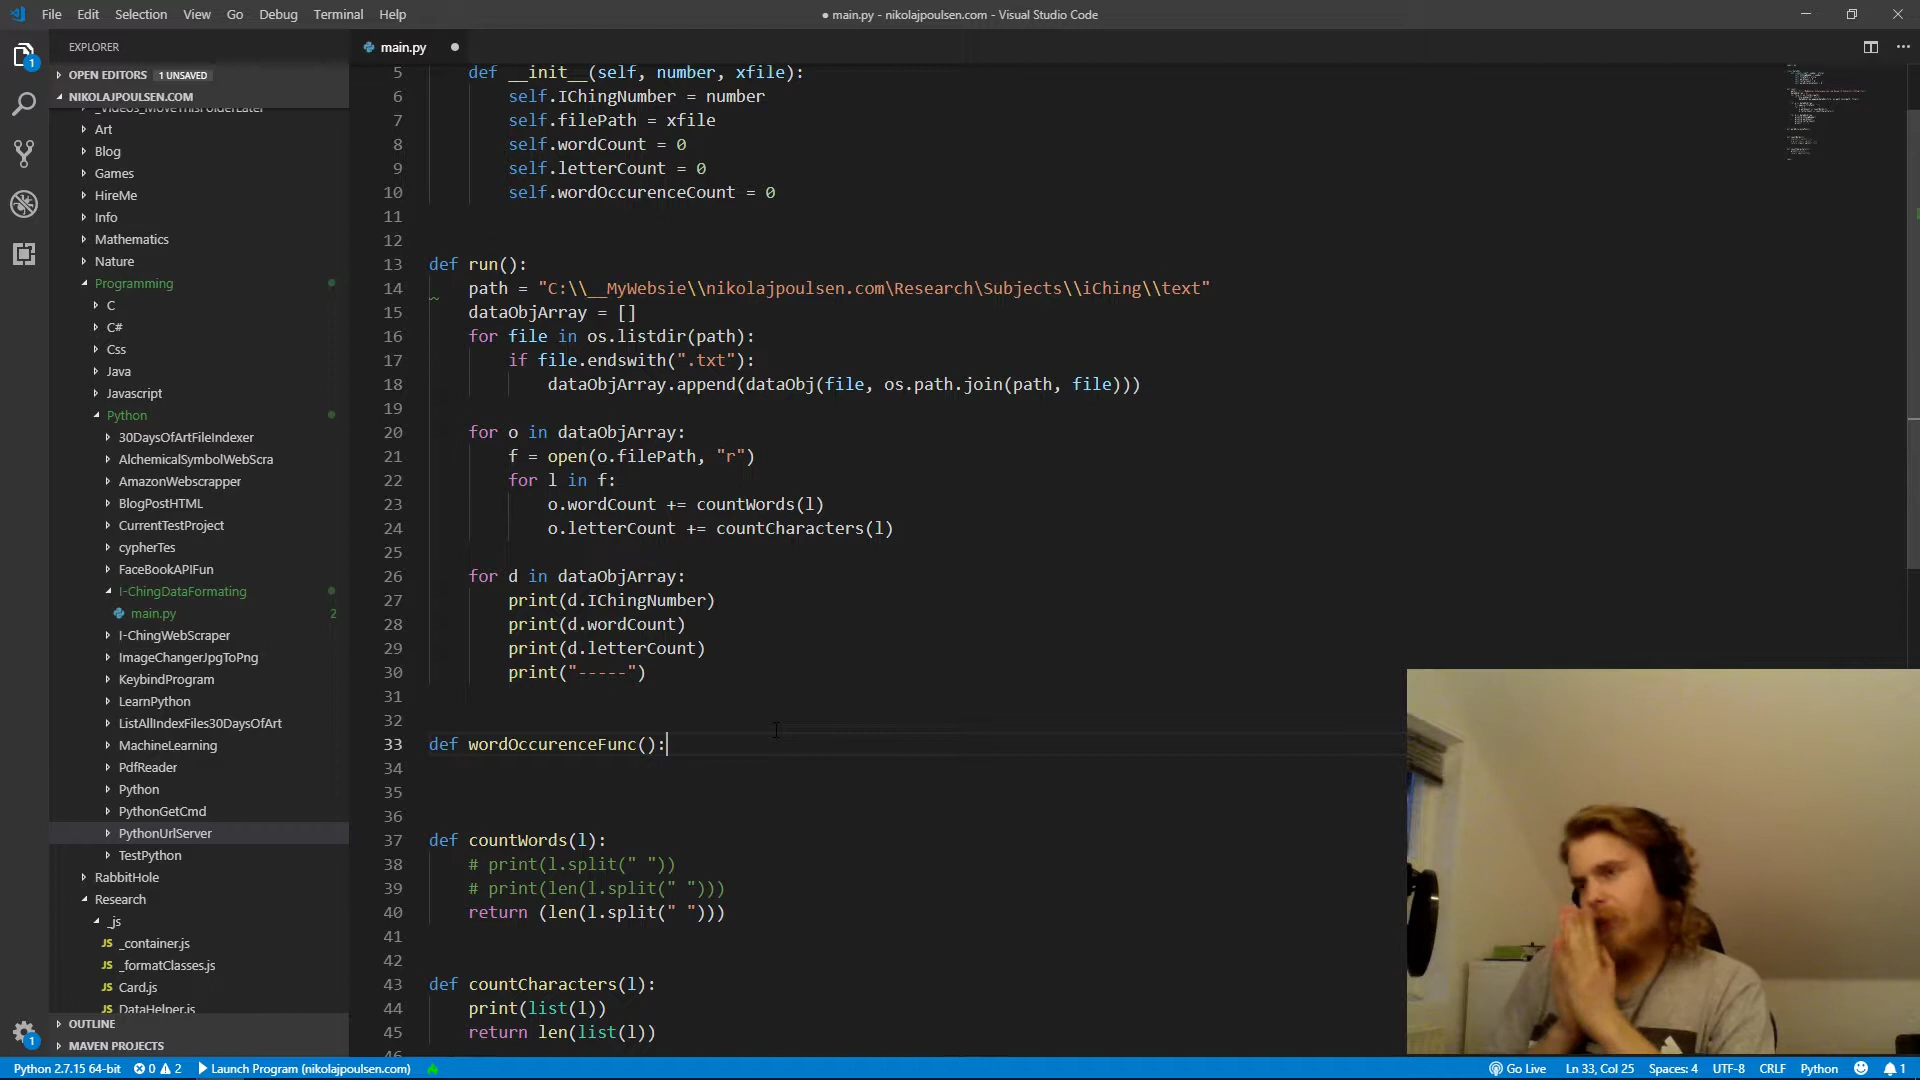 File Edit Selection View Go Debug Terminal Help
● main.py - nikolajpoulsen.com - Visual Studio Code
EXPLORER
OPEN EDITORS 1 UNSAVED
NIKOLAJPOULSEN.COM
_Videos_MoveThisFolderLater
Art
Blog
Games
HireMe
Info
Mathematics
Nature
Programming
C
C#
Css
Java
Javascript
Python
30DaysOfArtFileIndexer
AlchemicalSymbolWebScra
AmazonWebscrapper
BlogPostHTML
CurrentTestProject
cypherTes
FaceBookAPIFun
I-ChingDataFormating
main.py 2
I-ChingWebScraper
ImageChangerJpgToPng
KeybindProgram
LearnPython
ListAllIndexFiles30DaysOfArt
MachineLearning
PdfReader
Python
PythonGetCmd
PythonUrlServer
TestPython
RabbitHole
Research
_js
JS _container.js
JS _formatClasses.js
JS Card.js
JS DataHelper.js
OUTLINE
MAVEN PROJECTS
1
1
main.py
5 def __init__(self, number, xfile):
6 self.IChingNumber = number
7 self.filePath = xfile
8 self.wordCount = 0
9 self.letterCount = 0
10 self.wordOccurenceCount = 0
11
12
13 def run():
14 path = "C:\\__MyWebsie\\nikolajpoulsen.com\Research\Subjects\\iChing\\text"
15 dataObjArray = []
16 for file in os.listdir(path):
17 if file.endswith(".txt"):
18 dataObjArray.append(dataObj(file, os.path.join(path, file)))
19
20 for o in dataObjArray:
21 f = open(o.filePath, "r")
22 for l in f:
23 o.wordCount += countWords(l)
24 o.letterCount += countCharacters(l)
25
26 for d in dataObjArray:
27 print(d.IChingNumber)
28 print(d.wordCount)
29 print(d.letterCount)
30 print("-----")
31
32
33 def wordOccurenceFunc():
34
35
36
37 def countWords(l):
38 # print(l.split(" "))
39 # print(len(l.split(" ")))
40 return (len(l.split(" ")))
41
42
43 def countCharacters(l):
44 print(list(l))
45 return len(list(l))
46
Python 2.7.15 64-bit 0 2 Launch Program (nikolajpoulsen.com)
Go Live Ln 33, Col 25 Spaces: 4 UTF-8 CRLF Python 1